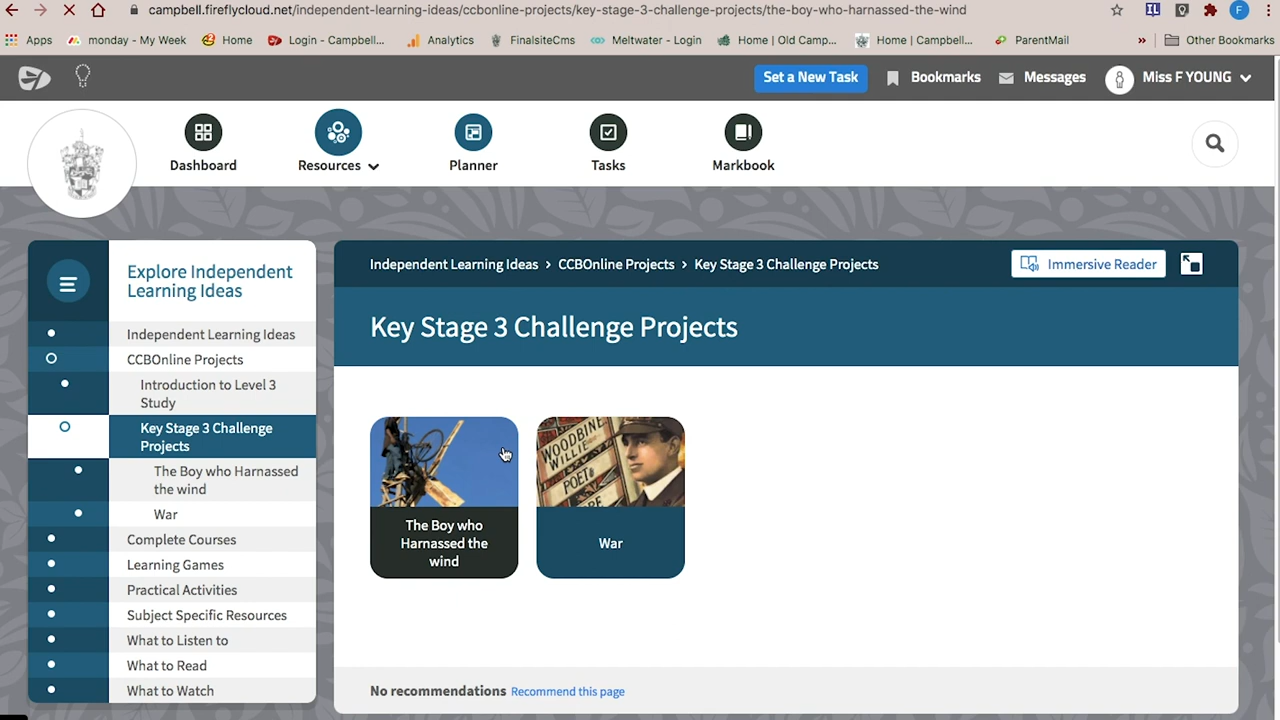 campbell.fireflycloud.net/independent-learning-ideas/ccbonline-projects/key-stage-3-challenge-projects/the-boy-who-harnassed-the-wind
Apps monday - My Week Home Login - Campbell... Analytics FinalsiteCms Meltwater - Login Home | Old Camp... Home | Campbell... ParentMail » Other Bookmarks
Set a New Task Bookmarks Messages Miss F YOUNG
Dashboard Resources Planner Tasks Markbook
Explore Independent
Learning Ideas
Independent Learning Ideas
CCBOnline Projects
Introduction to Level 3
Study
Key Stage 3 Challenge
Projects
The Boy who Harnassed
the wind
War
Complete Courses
Learning Games
Practical Activities
Subject Specific Resources
What to Listen to
What to Read
What to Watch
Independent Learning Ideas › CCBOnline Projects › Key Stage 3 Challenge Projects Immersive Reader
Key Stage 3 Challenge Projects
WOODBINE
WILLIE
POET
The Boy who
Harnassed the
wind
War
No recommendations Recommend this page